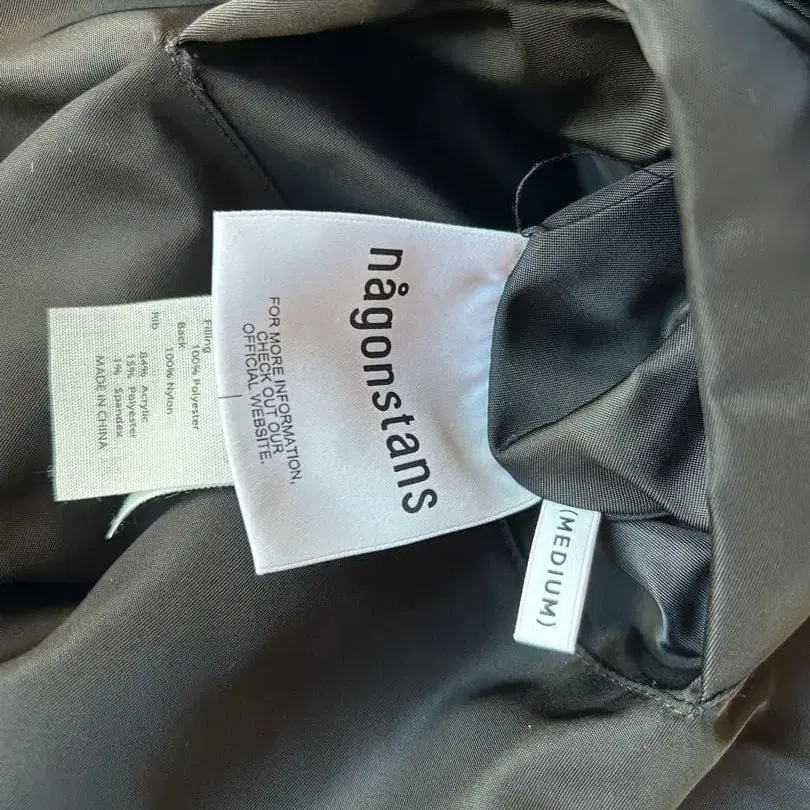 någonstans
FOR MORE INFORMATION,
CHECK OUT OUR
OFFICIAL WEBSITE.
(MEDIUM)
Filling
100% Polyester
Back
100% Nylon
Rib
84% Acrylic
15% Polyester
1% Spandex
MADE IN CHINA